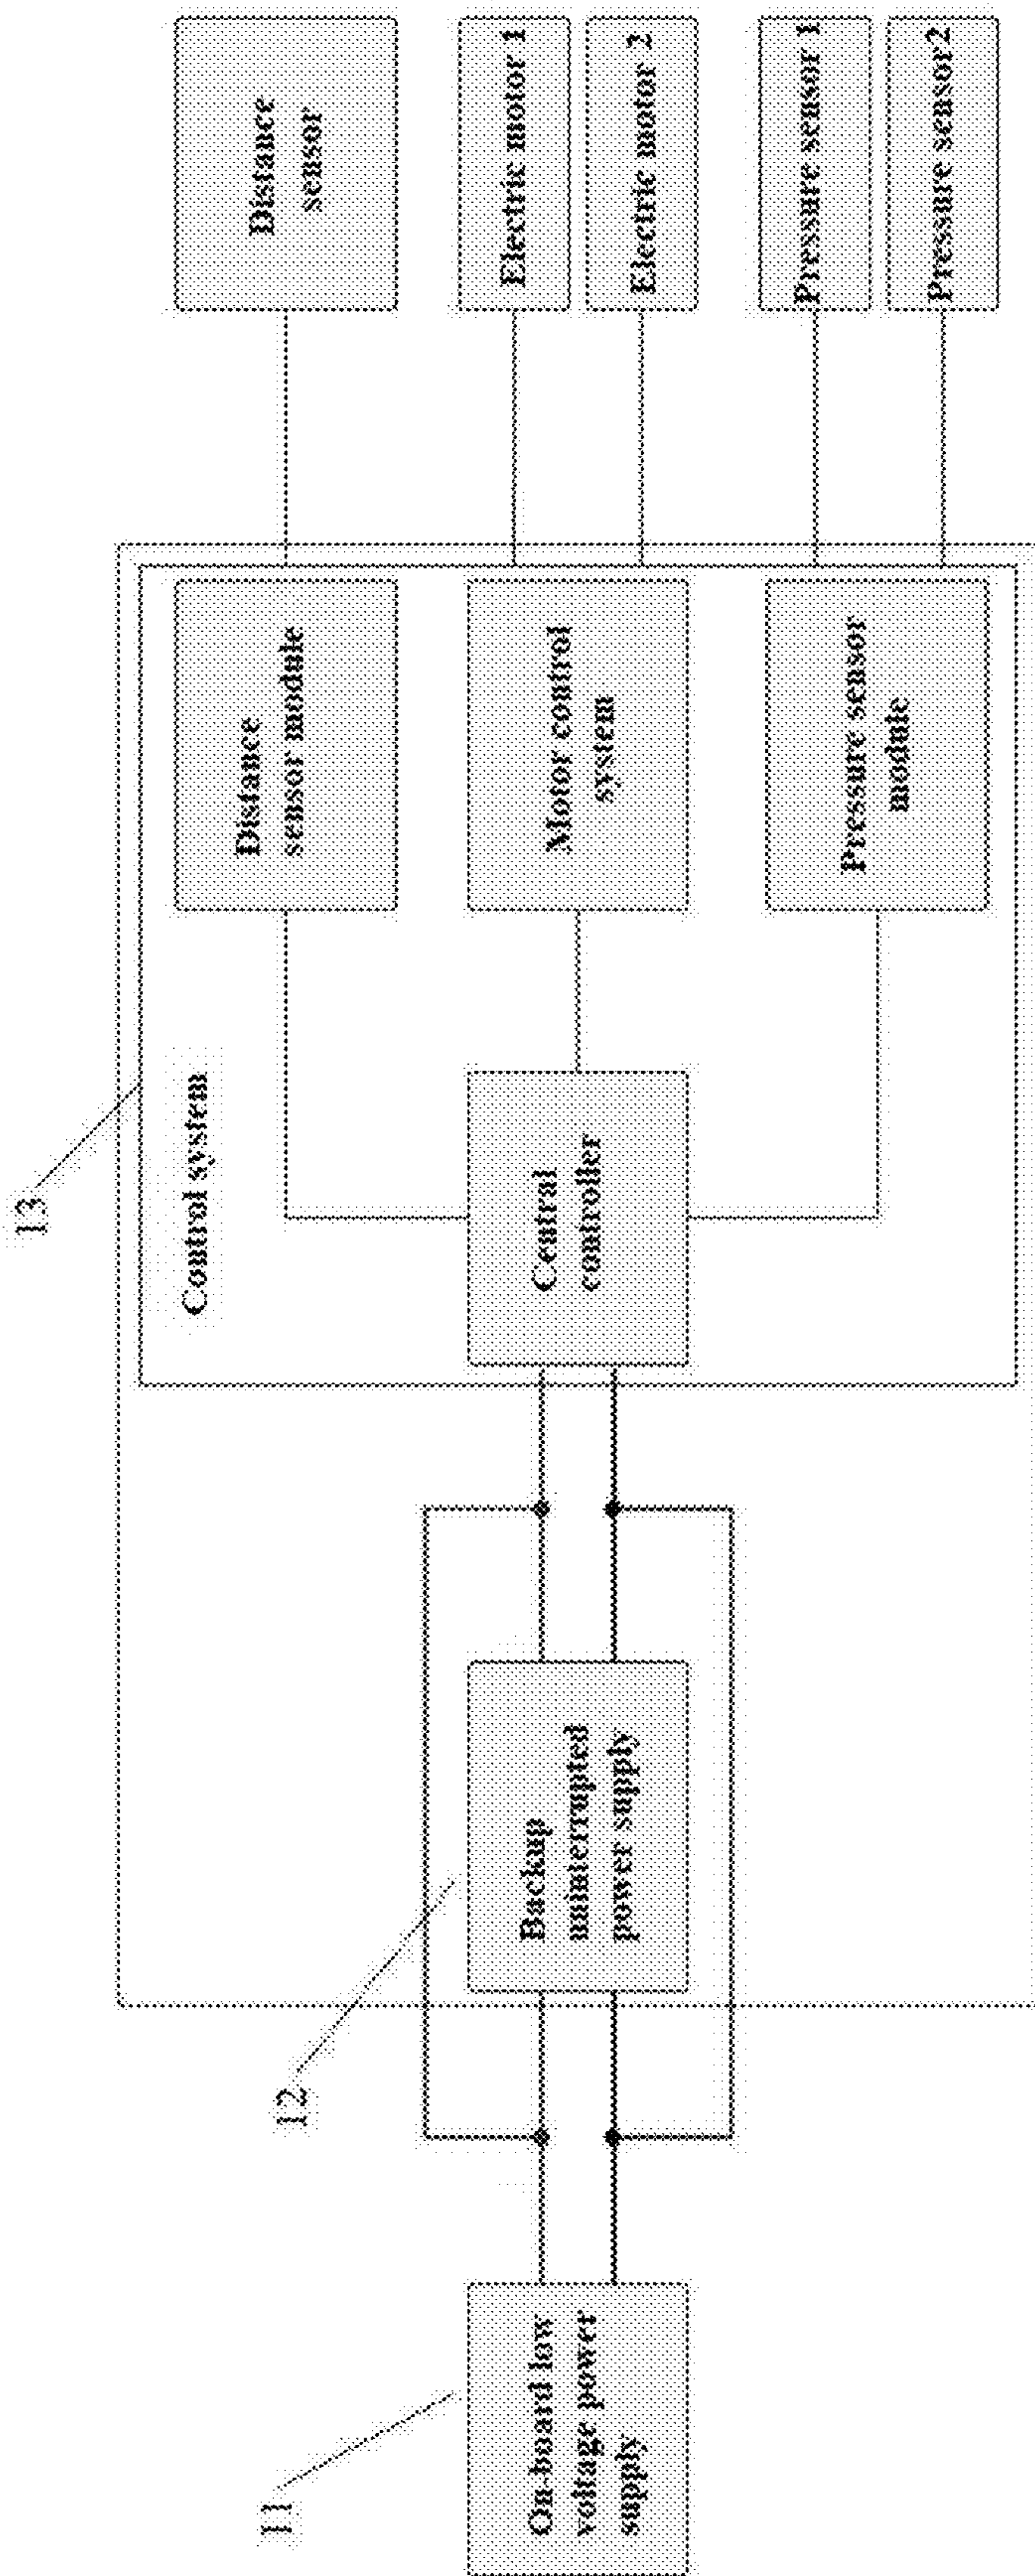 11
On-board low
voltage power
supply
12
Backup
uninterrupted
power supply
13
Control system
Central
controller
Distance
sensor module
Motor control
system
Pressure sensor
module
Distance
sensor
Electric motor 1
Electric motor 2
Pressure sensor 1
Pressure sensor2